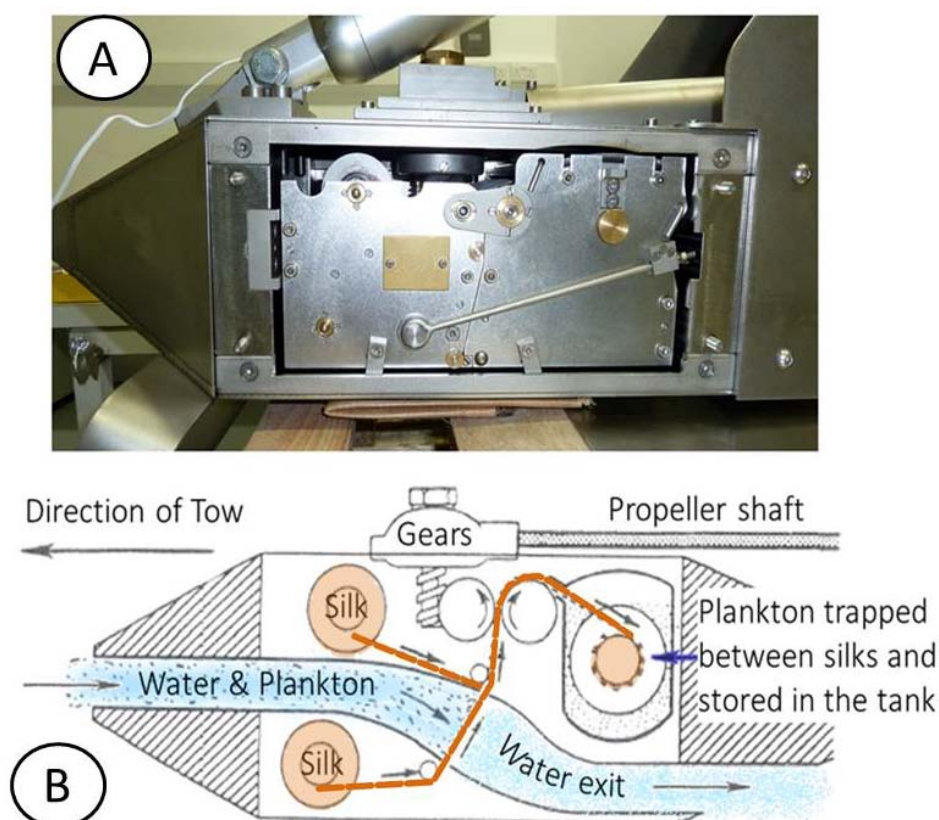 A
Direction of Tow
Propeller shaft
Gears
Silk
Plankton trapped
between silks and
stored in the tank
Water & Plankton
Silk
Water exit
B